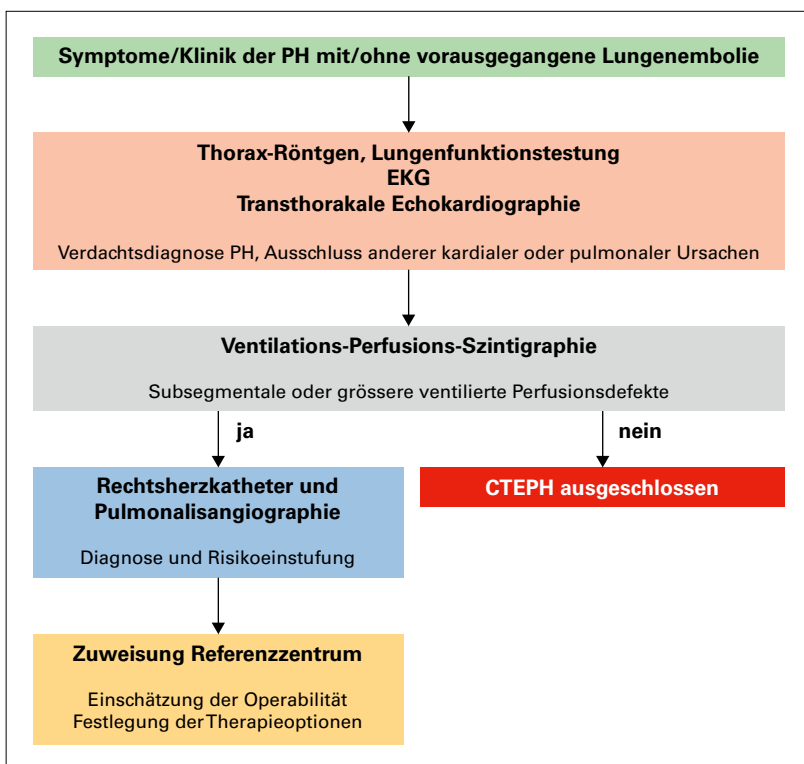 Symptome/Klinik der PH mit/ohne vorausgegangene Lungenembolie
Thorax-Röntgen, Lungenfunktionstestung
EKG
Transthorakale Echokardiographie
Verdachtsdiagnose PH, Ausschluss anderer kardialer oder pulmonaler Ursachen
Ventilations-Perfusions-Szintigraphie
Subsegmentale oder grössere ventilierte Perfusionsdefekte
ja
nein
Rechtsherzkatheter und
Pulmonalisangiographie
Diagnose und Risikoeinstufung
CTEPH ausgeschlossen
Zuweisung Referenzzentrum
Einschätzung der Operabilität
Festlegung der Therapieoptionen